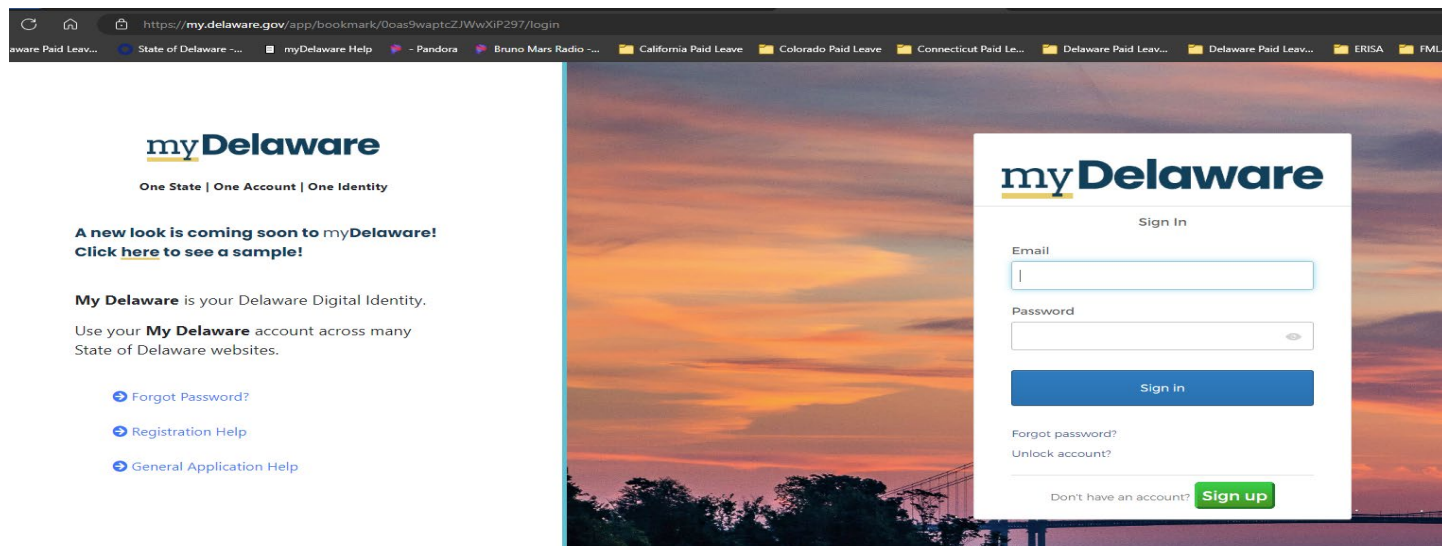 https://my.delaware.gov/app/bookmark/0oas9waptcZJWwXiP297/login
aware Paid Leav... State of Delaware -... myDelaware Help - Pandora Bruno Mars Radio -... California Paid Leave Colorado Paid Leave Connecticut Paid Le... Delaware Paid Leav... Delaware Paid Leav... ERISA FML
myDelaware
One State | One Account | One Identity
A new look is coming soon to myDelaware!
Click here to see a sample!
My Delaware is your Delaware Digital Identity.
Use your My Delaware account across many
State of Delaware websites.
Forgot Password?
Registration Help
General Application Help
myDelaware
Sign In
Email
Password
Sign in
Forgot password?
Unlock account?
Don't have an account? Sign up